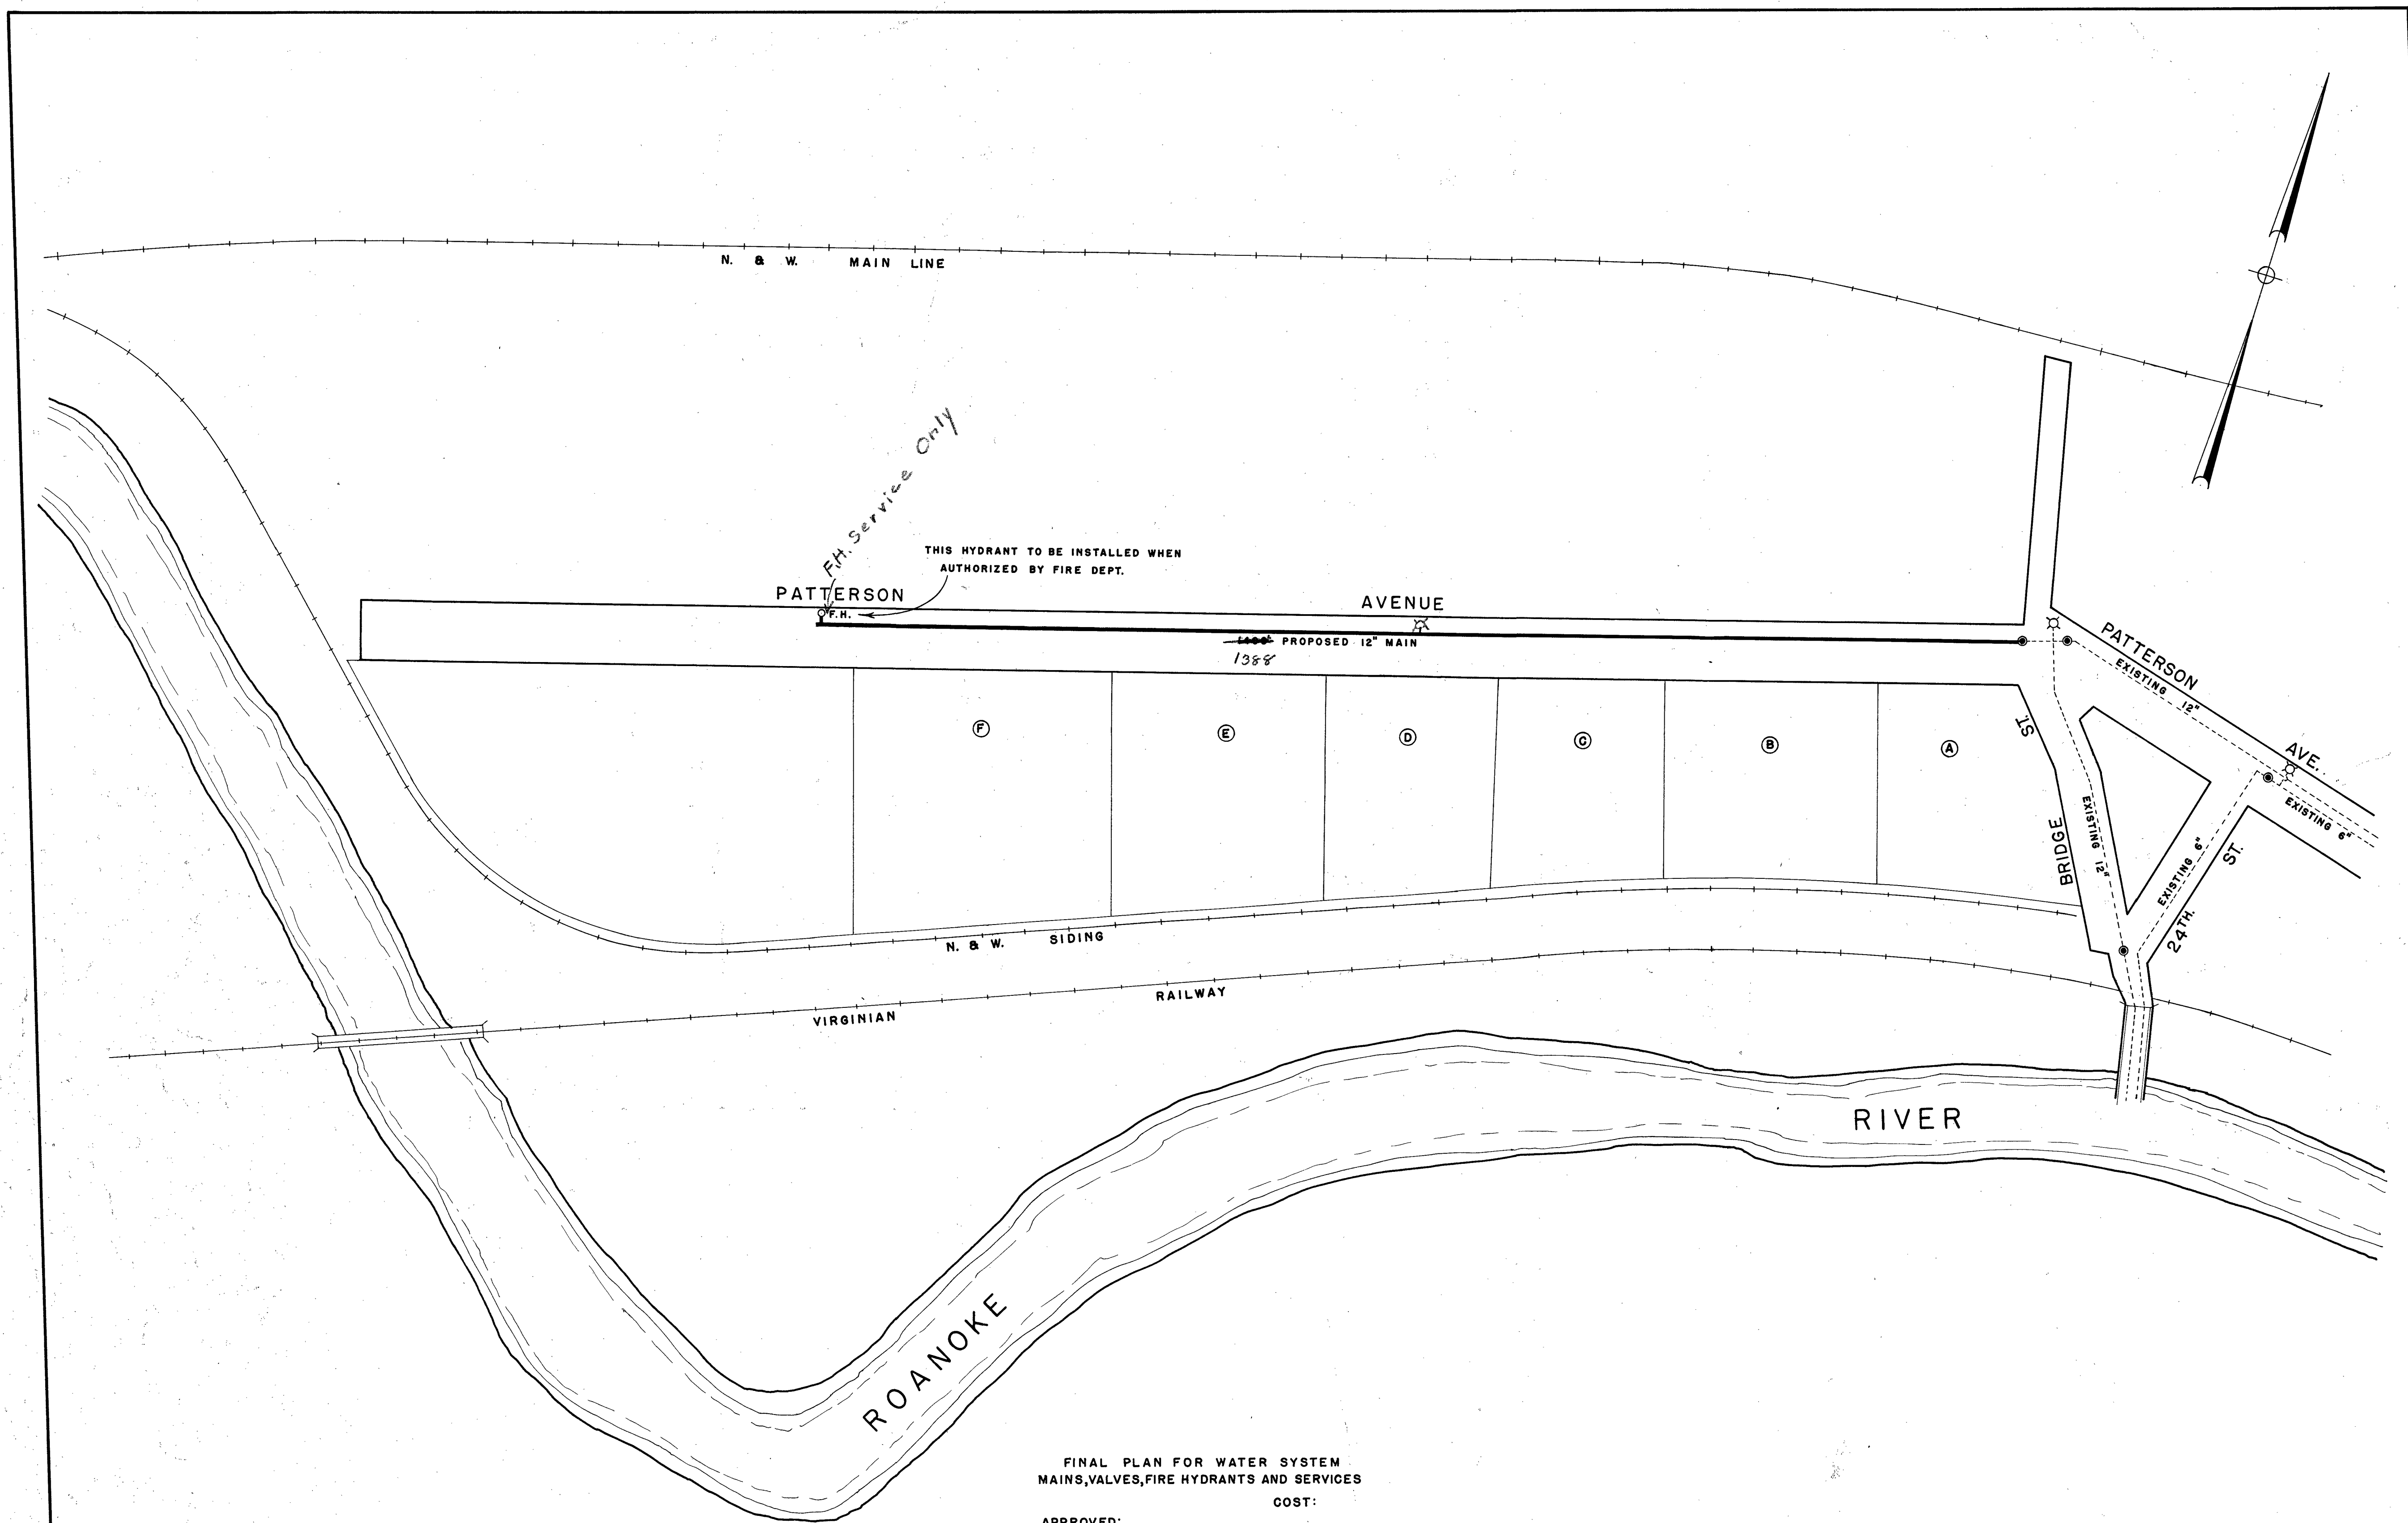 N. & W. MAIN LINE
F.H. Service Only
THIS HYDRANT TO BE INSTALLED WHEN
AUTHORIZED BY FIRE DEPT.
PATTERSON AVENUE
F.H.
PROPOSED 12" MAIN
1388
PATTERSON AVE.
EXISTING 12"
EXISTING 6"
F
E
D
C
B
A
BRIDGE ST.
EXISTING 12"
EXISTING 6"
24TH. ST.
N. & W. SIDING
VIRGINIAN RAILWAY
ROANOKE RIVER
FINAL PLAN FOR WATER SYSTEM
MAINS,VALVES,FIRE HYDRANTS AND SERVICES
COST:
APPROVED: